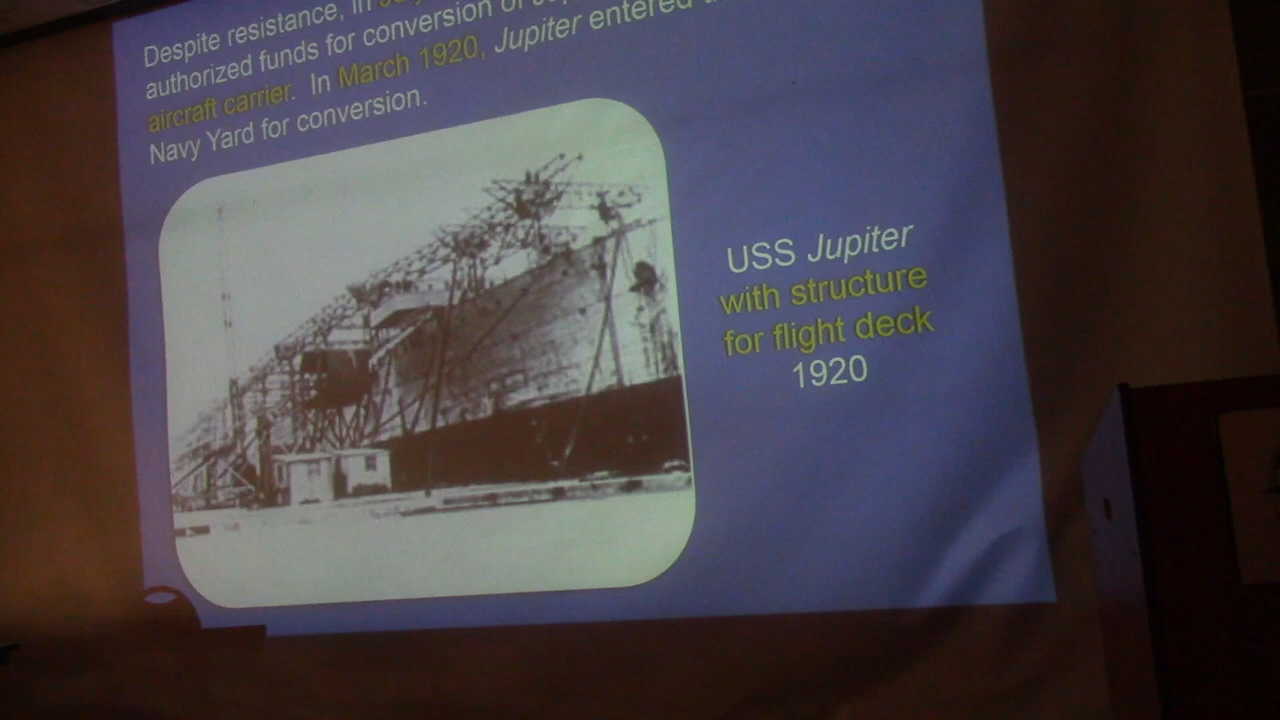 Despite resistance, in
authorized funds for conversion of
aircraft carrier. In March 1920, Jupiter entered
Navy Yard for conversion.
USS Jupiter
with structure
for flight deck
1920